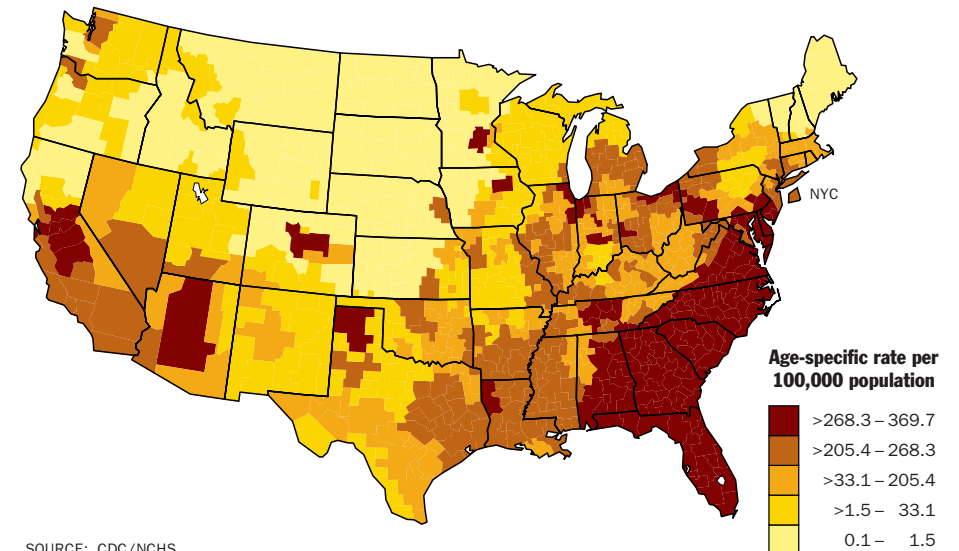 NYC
Age-specific rate per
100,000 population
>268.3 – 369.7
>205.4 – 268.3
>33.1 – 205.4
>1.5 – 33.1
0.1 – 1.5
SOURCE: CDC/NCHS